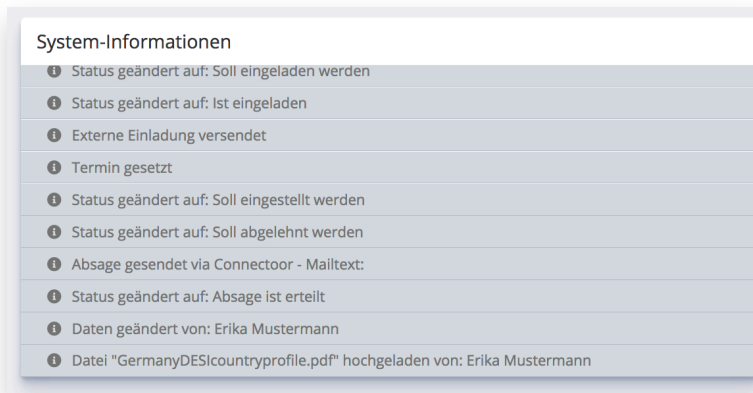 System-Informationen
Status geändert auf: Soll eingeladen werden
Status geändert auf: Ist eingeladen
Externe Einladung versendet
Termin gesetzt
Status geändert auf: Soll eingestellt werden
Status geändert auf: Soll abgelehnt werden
Absage gesendet via Connectoor - Mailtext:
Status geändert auf: Absage ist erteilt
Daten geändert von: Erika Mustermann
Datei "GermanyDESIcountryprofile.pdf" hochgeladen von: Erika Mustermann